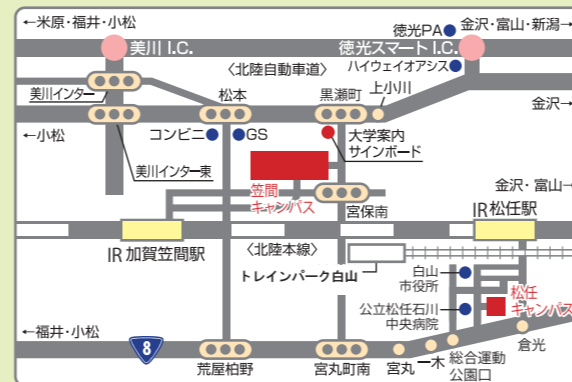 ←米原・福井・小松
徳光PA
金沢・富山・新潟→
美川 I.C.
徳光スマート I.C.
〈北陸自動車道〉
ハイウェイオアシス
美川インター
松本
黒瀬町
上小川
金沢→
←小松
コンビニ
GS
大学案内
サインボード
美川インター東
笠間
キャンパス
宮保南
金沢・富山→
IR 松任駅
IR 加賀笠間駅
〈北陸本線〉
トレインパーク白山
白山
市役所
松任
キャンパス
公立松任石川
中央病院
←福井・小松
8
荒屋柏野
宮丸町南
宮丸
一木
総合運動
公園口
倉光